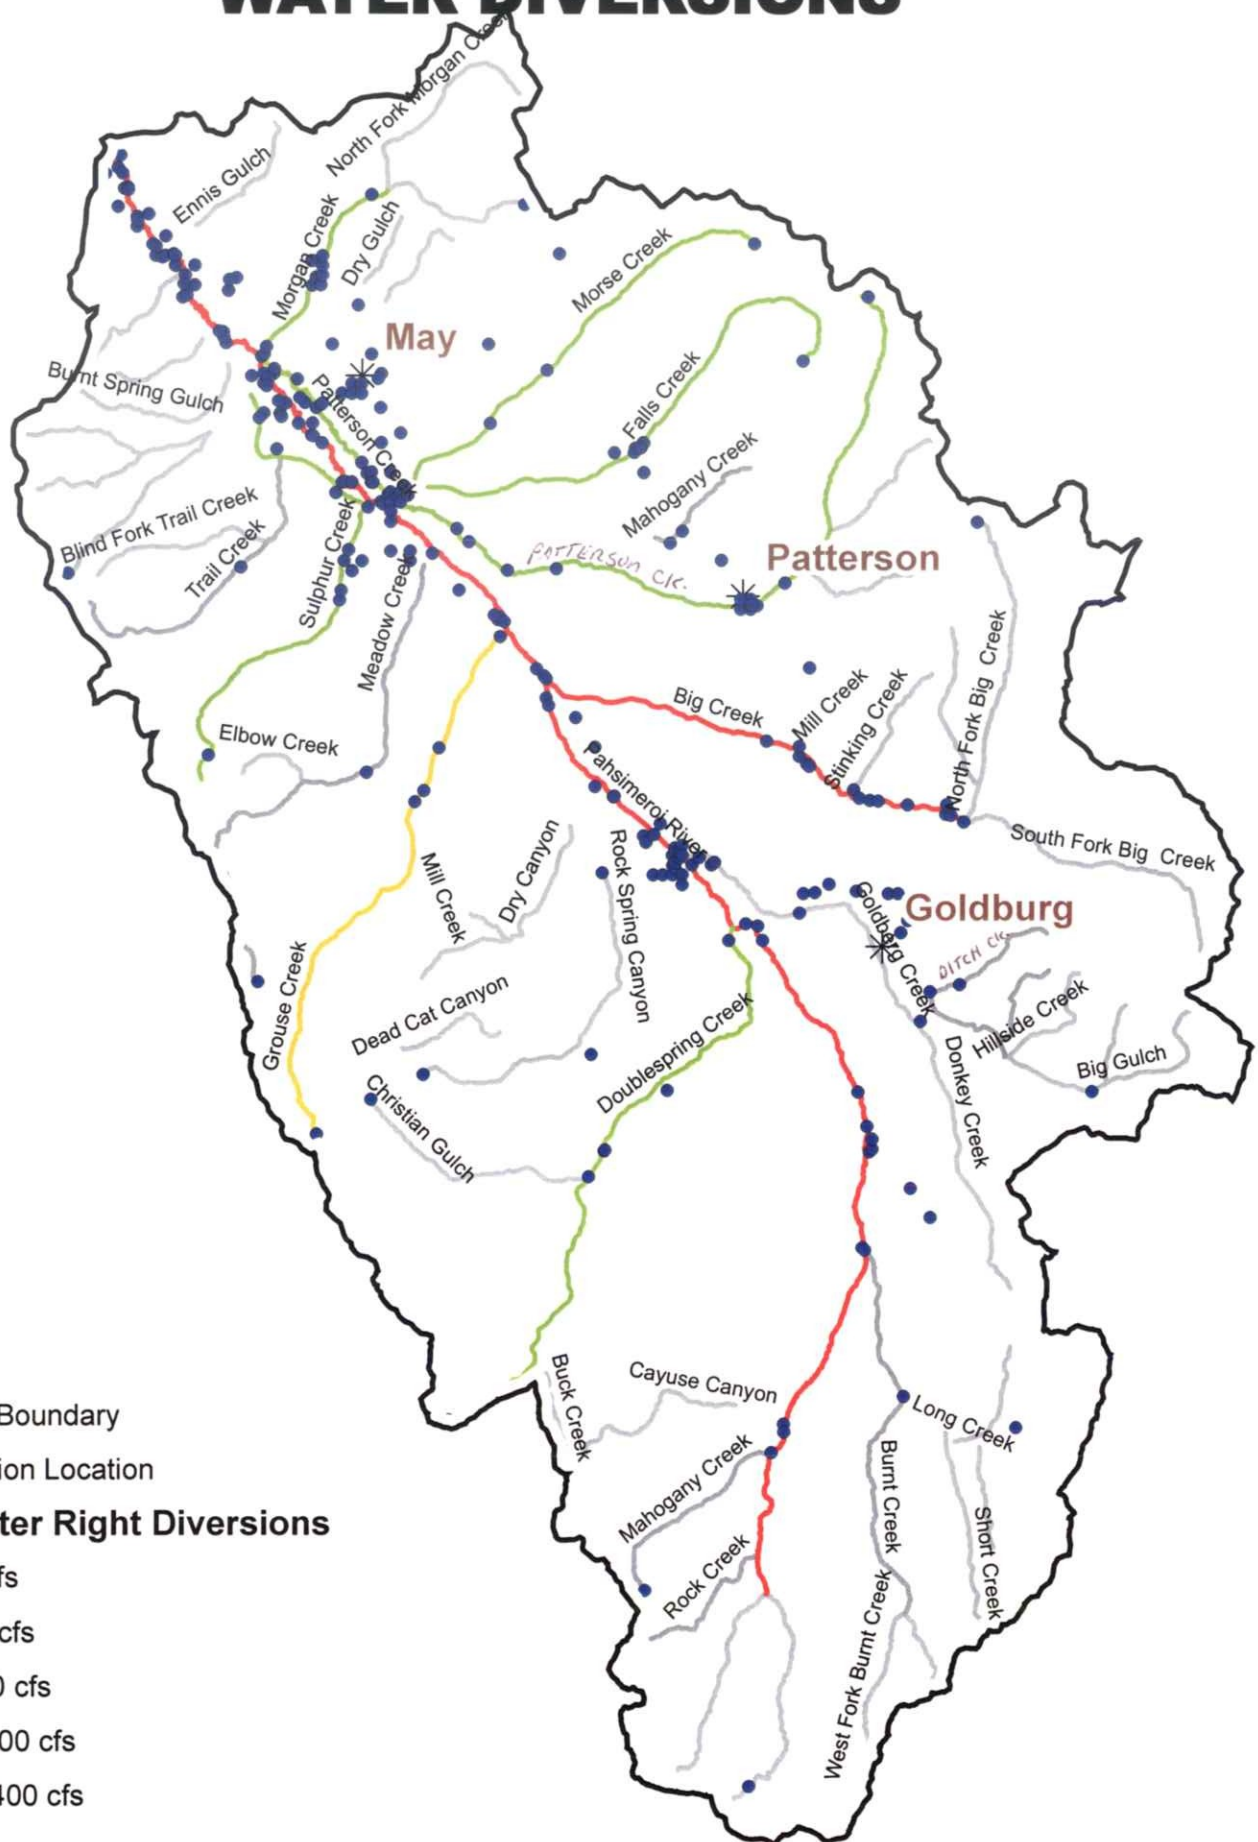 WATER DIVERSIONS
North Fork Morgan Creek
Ennis Gulch
Morgan Creek
Dry Gulch
Morse Creek
May
Burnt Spring Gulch
Patterson Creek
Falls Creek
Mahogany Creek
Blind Fork Trail Creek
Trail Creek
Sulphur Creek
PATTERSON CK.
Patterson
Meadow Creek
Elbow Creek
Big Creek
Mill Creek
Stinking Creek
North Fork Big Creek
Pahsimeroi River
South Fork Big Creek
Mill Creek
Dry Canyon
Rock Spring Canyon
Goldburg
Goldburg Creek
DITCH CK.
Grouse Creek
Dead Cat Canyon
Hillside Creek
Doublespring Creek
Donkey Creek
Big Gulch
Christian Gulch
Buck Creek
Cayuse Canyon
Long Creek
Mahogany Creek
Burnt Creek
Short Creek
Rock Creek
West Fork Burnt Creek
Boundary
ion Location
ter Right Diversions
fs
cfs
0 cfs
00 cfs
400 cfs